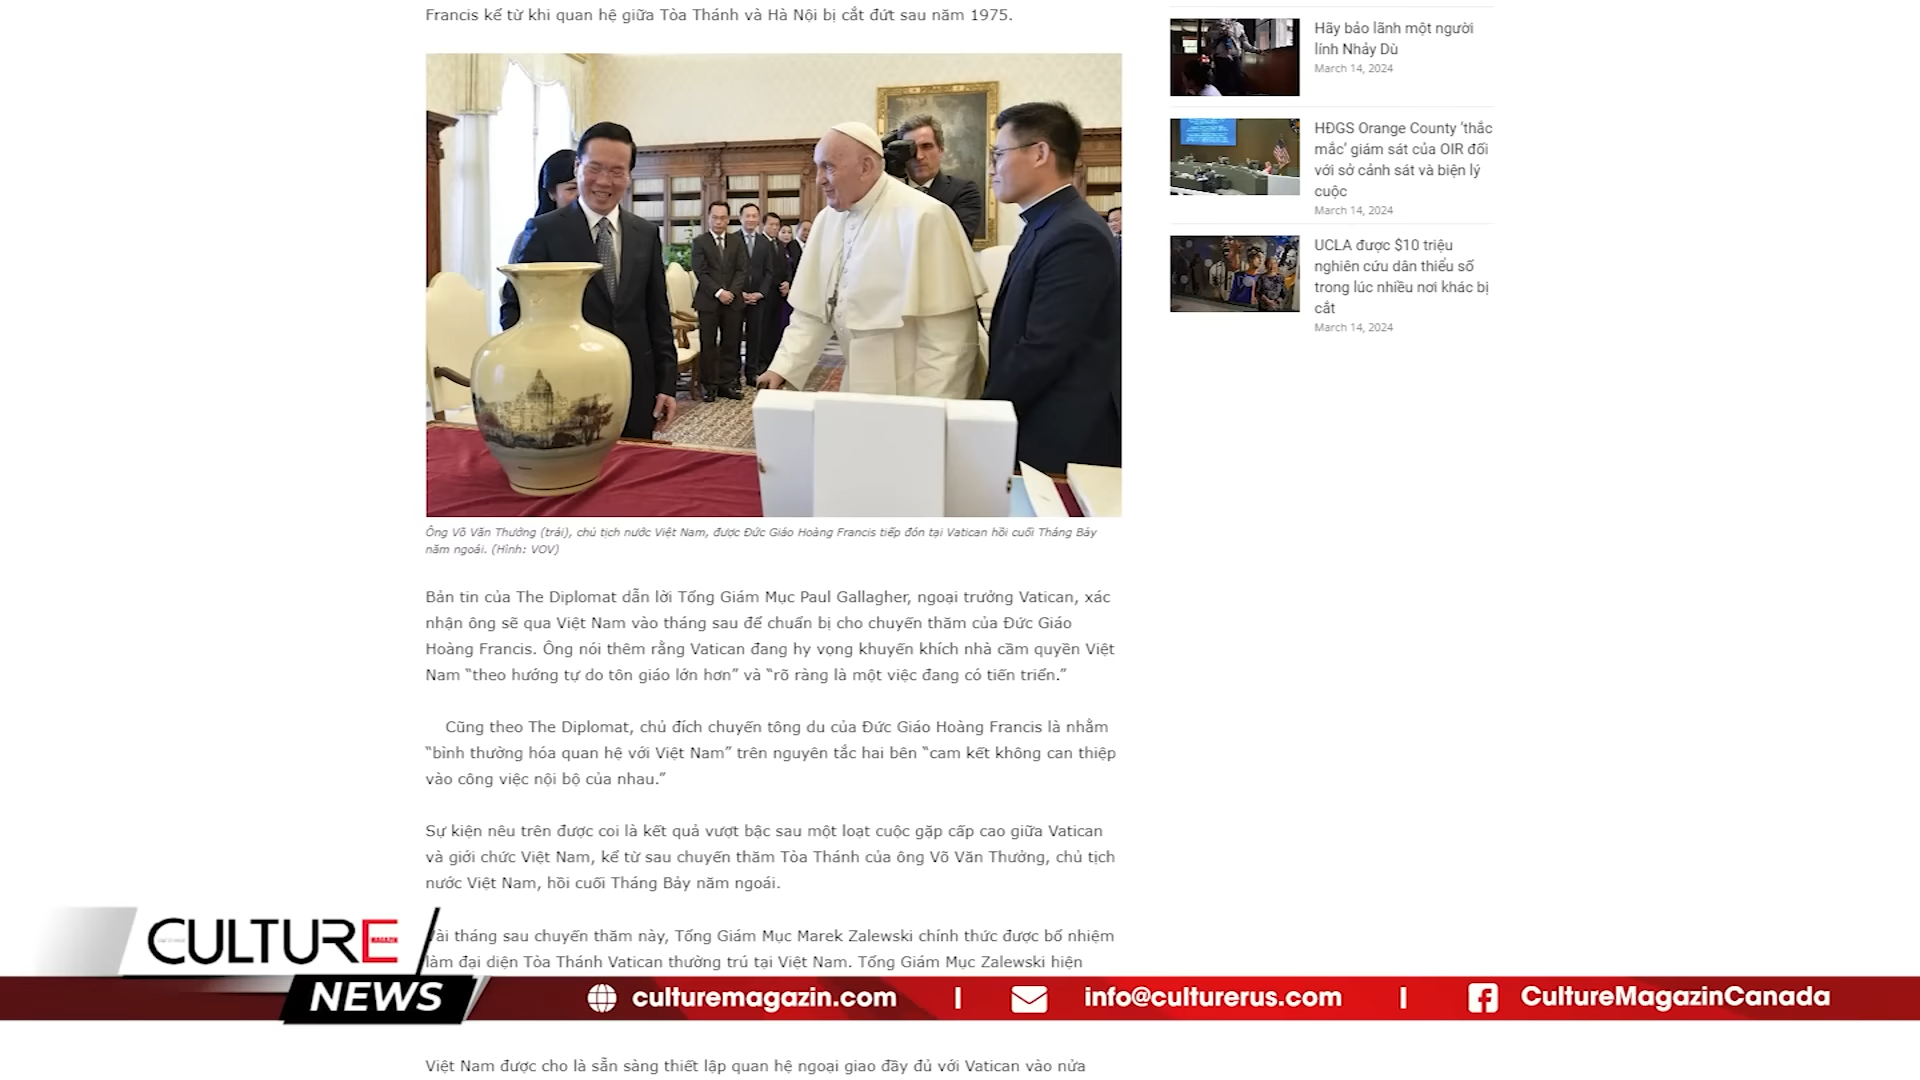 Francis kể từ khi quan hệ giữa Tòa Thánh và Hà Nội bị cắt đứt sau năm 1975.
Ông Võ Văn Thưởng (trái), chủ tịch nước Việt Nam, được Đức Giáo Hoàng Francis tiếp đón tại Vatican hồi cuối Tháng Bảy
năm ngoái. (Hình: VOV)
Bản tin của The Diplomat dẫn lời Tổng Giám Mục Paul Gallagher, ngoại trưởng Vatican, xác
nhận ông sẽ qua Việt Nam vào tháng sau để chuẩn bị cho chuyến thăm của Đức Giáo
Hoàng Francis. Ông nói thêm rằng Vatican đang hy vọng khuyến khích nhà cầm quyền Việt
Nam “theo hướng tự do tôn giáo lớn hơn” và “rõ ràng là một việc đang có tiến triển.”
Cũng theo The Diplomat, chủ đích chuyến tông du của Đức Giáo Hoàng Francis là nhằm
“bình thường hóa quan hệ với Việt Nam” trên nguyên tắc hai bên “cam kết không can thiệp
vào công việc nội bộ của nhau.”
Sự kiện nêu trên được coi là kết quả vượt bậc sau một loạt cuộc gặp cấp cao giữa Vatican
và giới chức Việt Nam, kể từ sau chuyến thăm Tòa Thánh của ông Võ Văn Thưởng, chủ tịch
nước Việt Nam, hồi cuối Tháng Bảy năm ngoái.
Vài tháng sau chuyến thăm này, Tổng Giám Mục Marek Zalewski chính thức được bổ nhiệm
làm đại diện Tòa Thánh Vatican thường trú tại Việt Nam. Tổng Giám Mục Zalewski hiện
Việt Nam được cho là sẵn sàng thiết lập quan hệ ngoại giao đầy đủ với Vatican vào nửa
Hãy bảo lãnh một người
lính Nhảy Dù
March 14, 2024
HĐGS Orange County ‘thắc
mắc’ giám sát của OIR đối
với sở cảnh sát và biện lý
cuộc
March 14, 2024
UCLA được $10 triệu
nghiên cứu dân thiểu số
trong lúc nhiều nơi khác bị
cắt
March 14, 2024
CULTURE
MAGAZIN
NEWS
culturemagazin.com | info@culturerus.com | CultureMagazinCanada